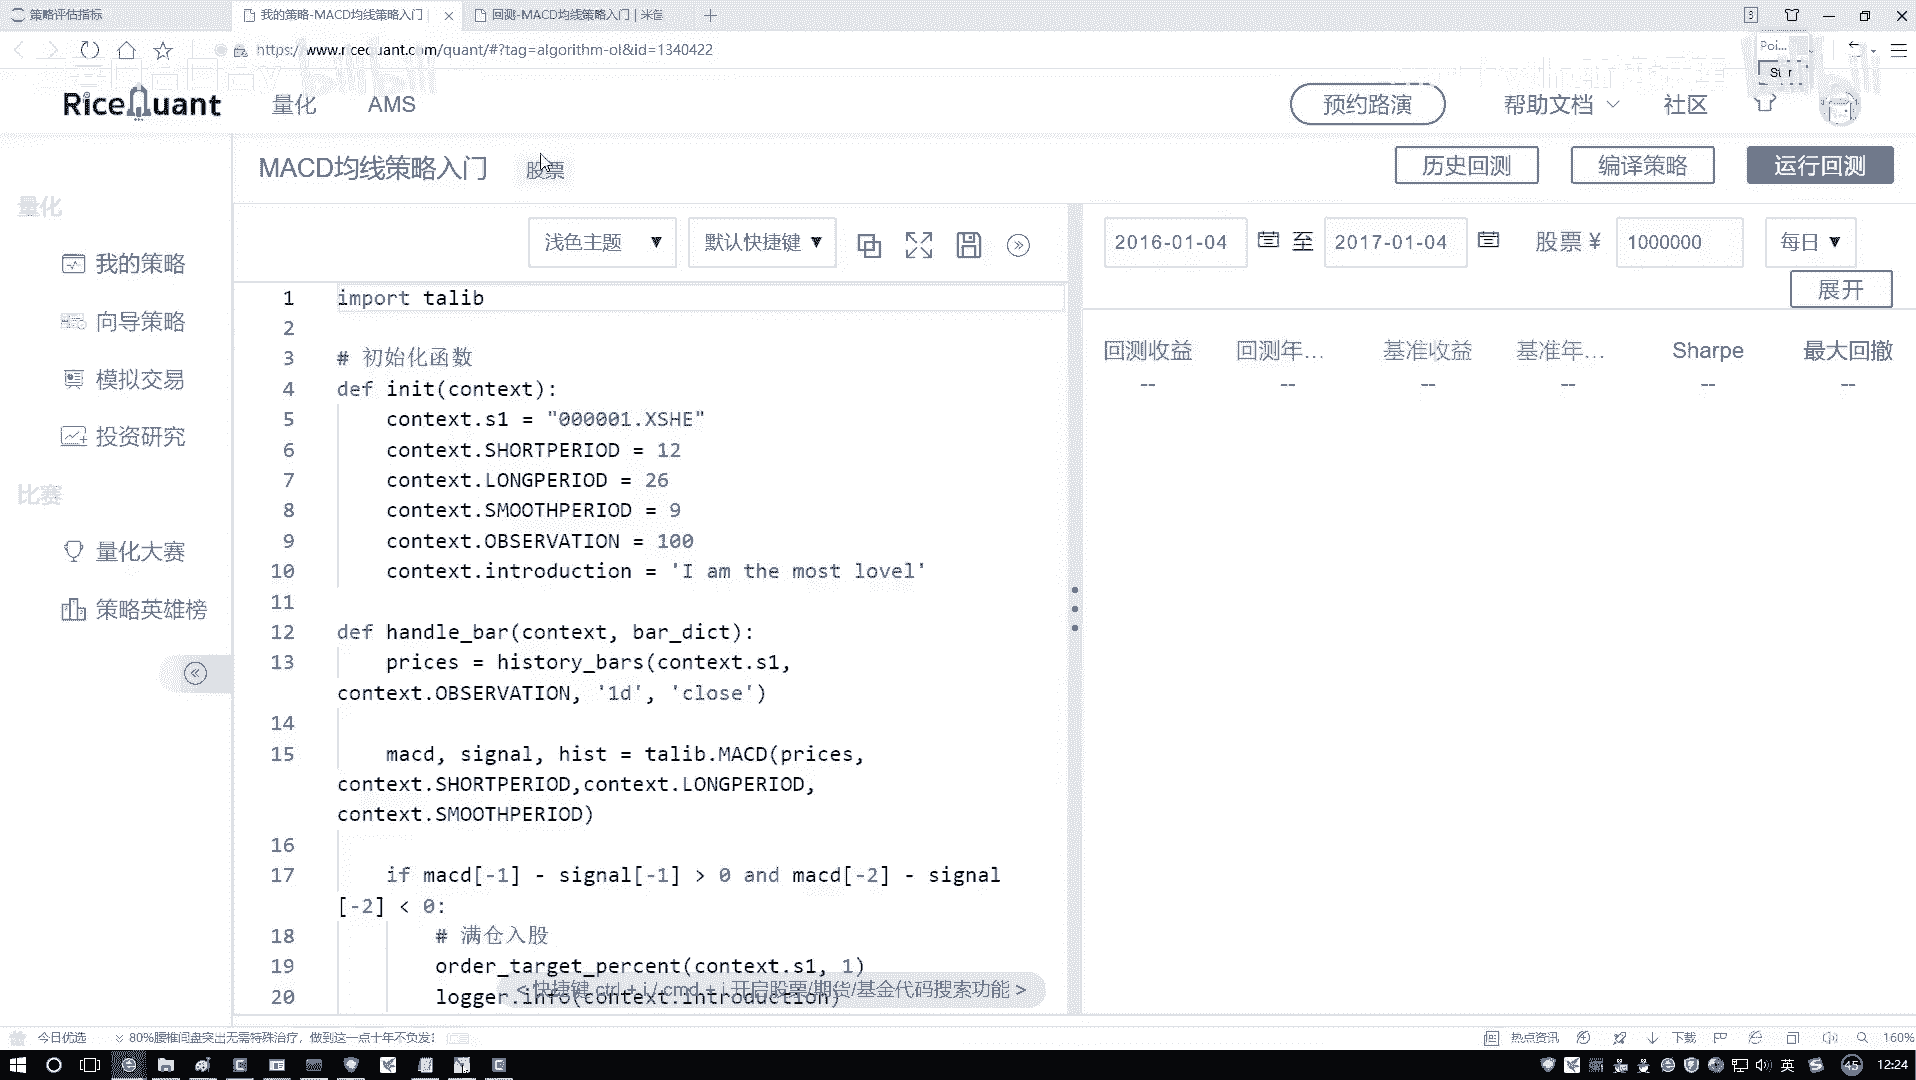 策略评估指标
我的策略-MACD均线策略入门
回测-MACD均线策略入门 | 米筐
https://www.ricequant.com/quant/#?tag=algorithm-ol&id=1340422
Poi...
RiceQuant
量化
AMS
预约路演
帮助文档
社区
MACD均线策略入门
股票
历史回测
编译策略
运行回测
量化
我的策略
向导策略
模拟交易
投资研究
比赛
量化大赛
策略英雄榜
浅色主题 ▼
默认快捷键 ▼
2016-01-04
至
2017-01-04
股票 ¥
1000000
每日 ▼
展开
回测收益
回测年...
基准收益
基准年...
Sharpe
最大回撤
--
--
--
--
--
--
1 import talib
2
3 # 初始化函数
4 def init(context):
5 context.s1 = "000001.XSHE"
6 context.SHORTPERIOD = 12
7 context.LONGPERIOD = 26
8 context.SMOOTHPERIOD = 9
9 context.OBSERVATION = 100
10 context.introduction = 'I am the most lovel'
11
12 def handle_bar(context, bar_dict):
13 prices = history_bars(context.s1,
context.OBSERVATION, '1d', 'close')
14
15 macd, signal, hist = talib.MACD(prices,
context.SHORTPERIOD,context.LONGPERIOD,
context.SMOOTHPERIOD)
16
17 if macd[-1] - signal[-1] > 0 and macd[-2] - signal
[-2] < 0:
18 # 满仓入股
19 order_target_percent(context.s1, 1)
20 logger.info(context.introduction)
< 快捷键 ctrl + i / cmd + i 开启股票/期货/基金代码搜索功能 >
今日优选
80%腰椎间盘突出无需特殊治疗，做到这一点十年不负发!
热点资讯
下载
160%
英
45
12:24